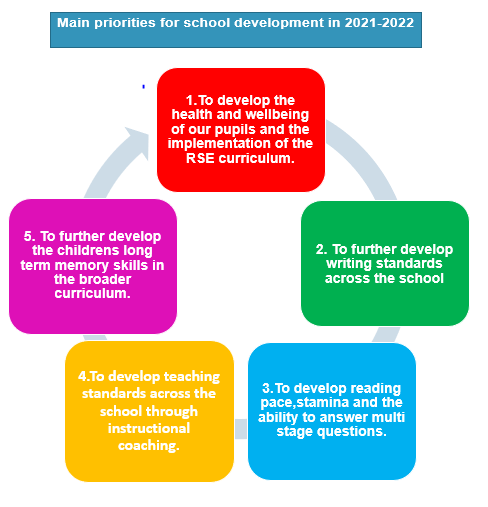 Main priorities for school development in 2021-2022
1.To develop the
health and wellbeing
of our pupils and the
implementation of the
RSE curriculum.
2. To further develop
writing standards
across the school
3.To develop reading
pace,stamina and the
ability to answer multi
stage questions.
4.To develop teaching
standards across the
school through
instructional
coaching.
5. To further develop
the childrens long
term memory skills in
the broader
curriculum.